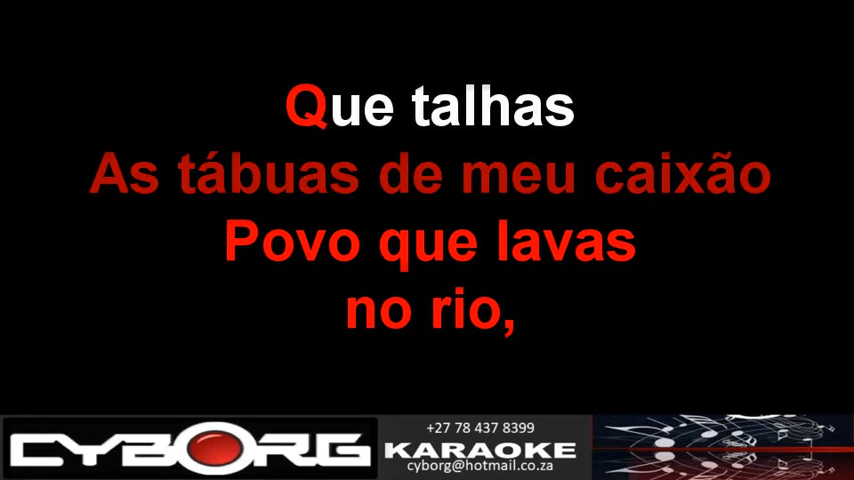 Que talhas
As tábuas de meu caixão
Povo que lavas
no rio,
CYBORG
+27 78 437 8399
KARAOKE
cyborg@hotmail.co.za